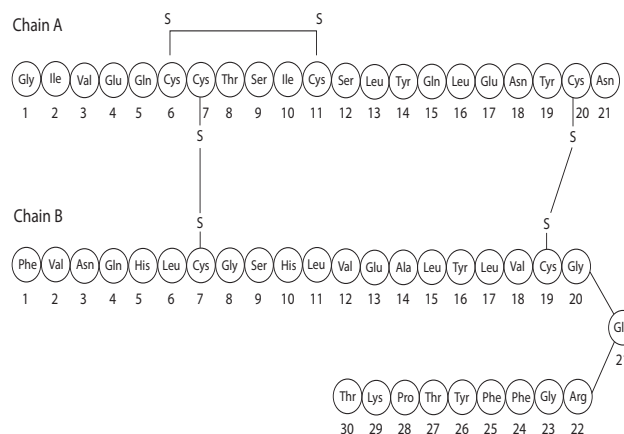 Chain A
S S
Gly Ile Val Glu Gln Cys Cys Thr Ser Ile Cys Ser Leu Tyr Gln Leu Glu Asn Tyr Cys Asn
1 2 3 4 5 6 7 8 9 10 11 12 13 14 15 16 17 18 19 20 21
S S
S S
Chain B
Phe Val Asn Gln His Leu Cys Gly Ser His Leu Val Glu Ala Leu Tyr Leu Val Cys Gly
1 2 3 4 5 6 7 8 9 10 11 12 13 14 15 16 17 18 19 20
Thr Lys Pro Thr Tyr Phe Phe Gly Arg
30 29 28 27 26 25 24 23 22